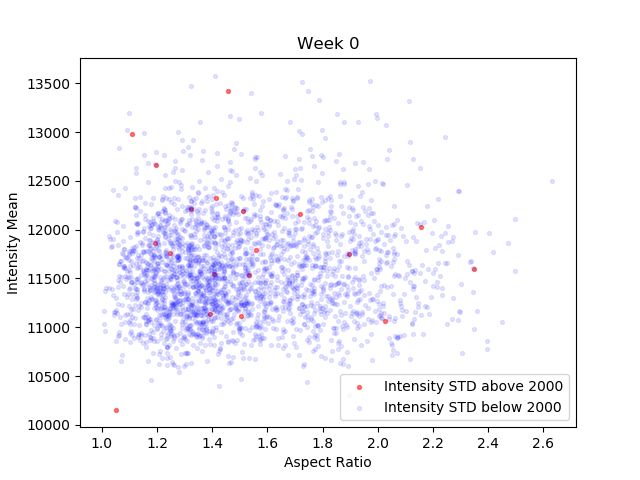 Week 0
13500
13000
12500
12000
11500
11000
10500
10000
Intensity Mean
Intensity STD above 2000
Intensity STD below 2000
1.0 1.2 1.4 1.6 1.8 2.0 2.2 2.4 2.6
Aspect Ratio